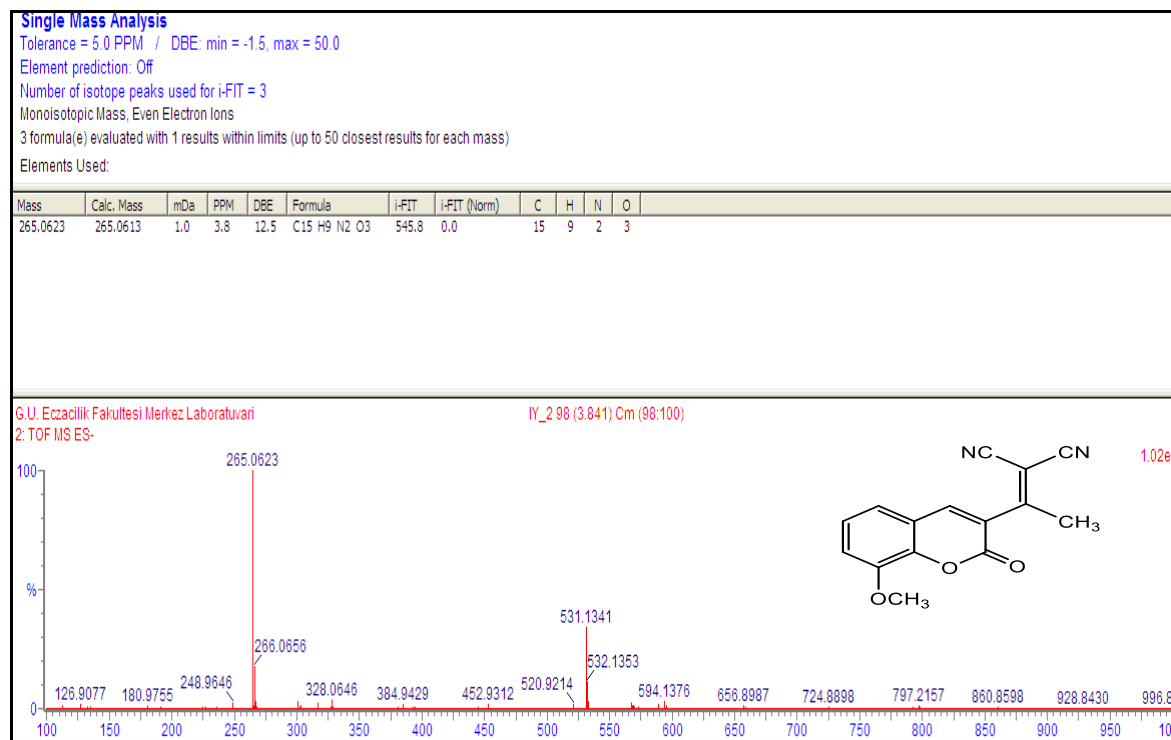 Single Mass Analysis
Tolerance = 5.0 PPM / DBE: min = -1.5, max = 50.0
Element prediction: Off
Number of isotope peaks used for i-FIT = 3
Monoisotopic Mass, Even Electron Ions
3 formula(e) evaluated with 1 results within limits (up to 50 closest results for each mass)
Elements Used:
Mass Calc. Mass mDa PPM DBE Formula i-FIT i-FIT (Norm) C H N O
265.0623 265.0613 1.0 3.8 12.5 C15 H9 N2 O3 545.8 0.0 15 9 2 3
G.U. Eczacilik Fakultesi Merkez Laboratuvari IY_2 98 (3.841) Cm (98:100)
2: TOF MS ES-
1.02e
100
%
0
265.0623
266.0656
531.1341
532.1353
126.9077
180.9755
248.9646
328.0646
384.9429
452.9312
520.9214
594.1376
656.8987
724.8898
797.2157
860.8598
928.8430
996.8
NC CN
CH3
O O
OCH3
100 150 200 250 300 350 400 450 500 550 600 650 700 750 800 850 900 950 100